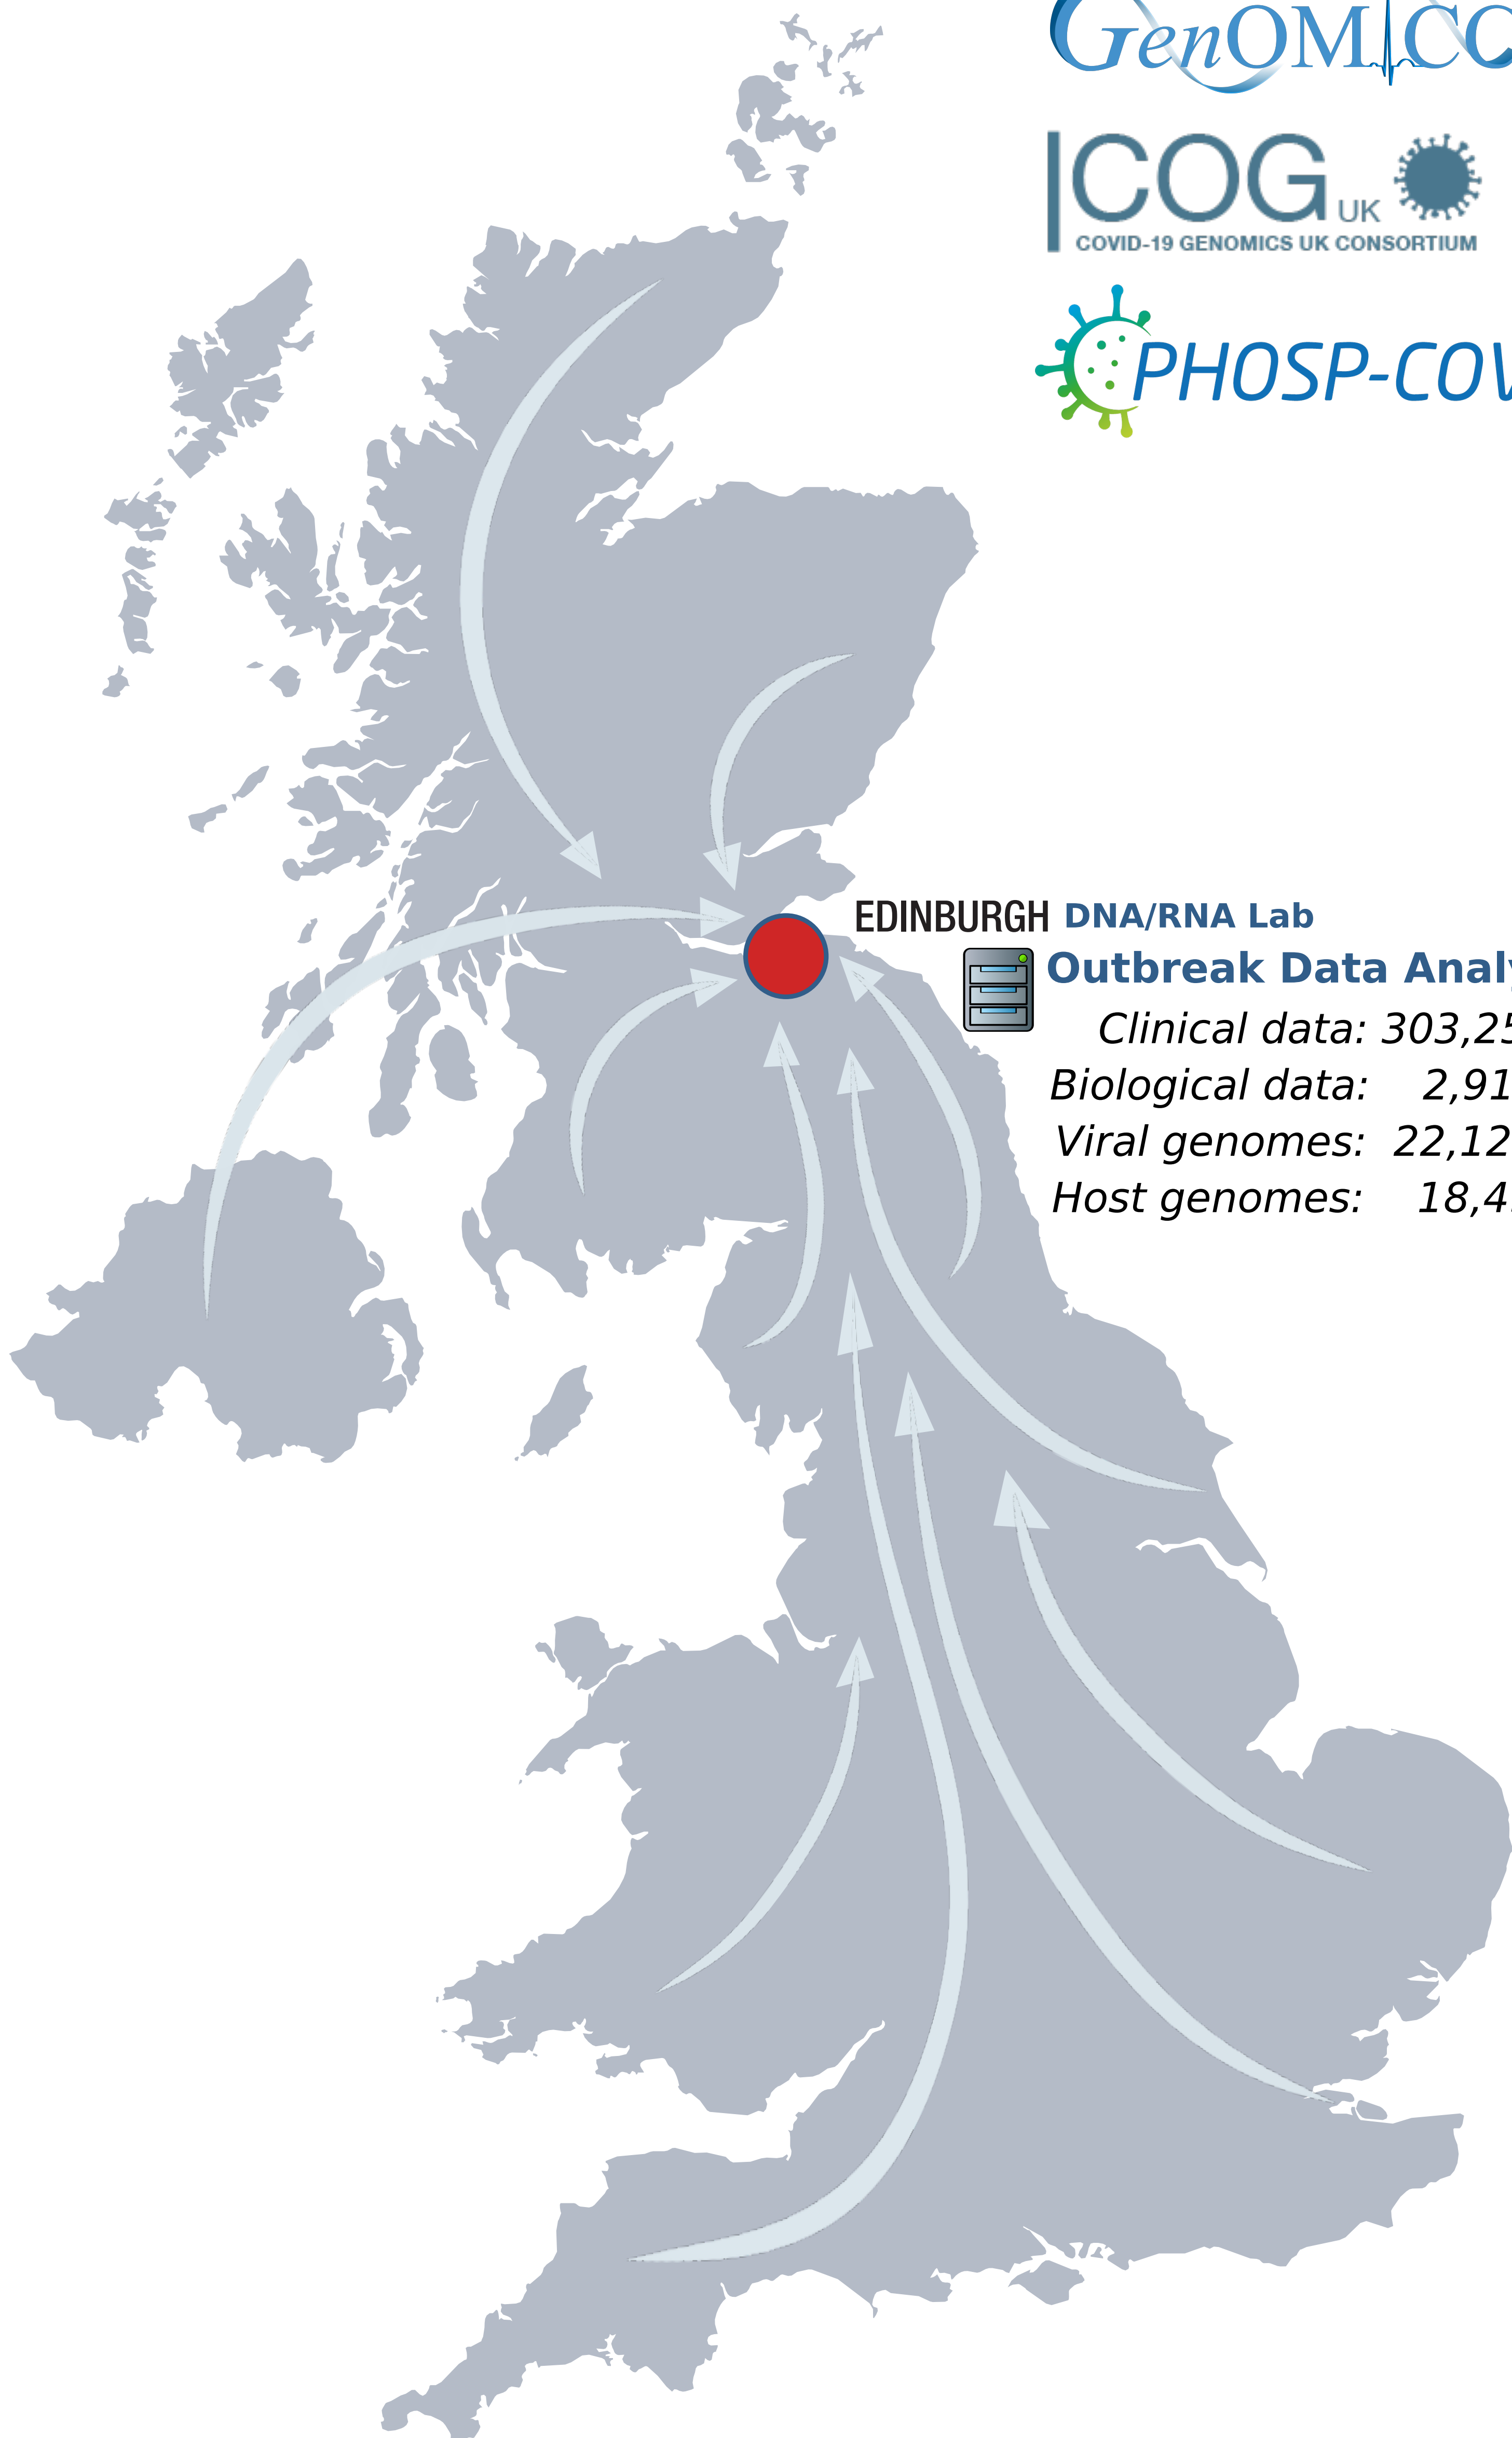 GenOMICC
COG UK
COVID-19 GENOMICS UK CONSORTIUM
PHOSP-COV
EDINBURGH DNA/RNA Lab
Outbreak Data Analy
Clinical data: 303,25
Biological data: 2,91
Viral genomes: 22,12
Host genomes: 18,4